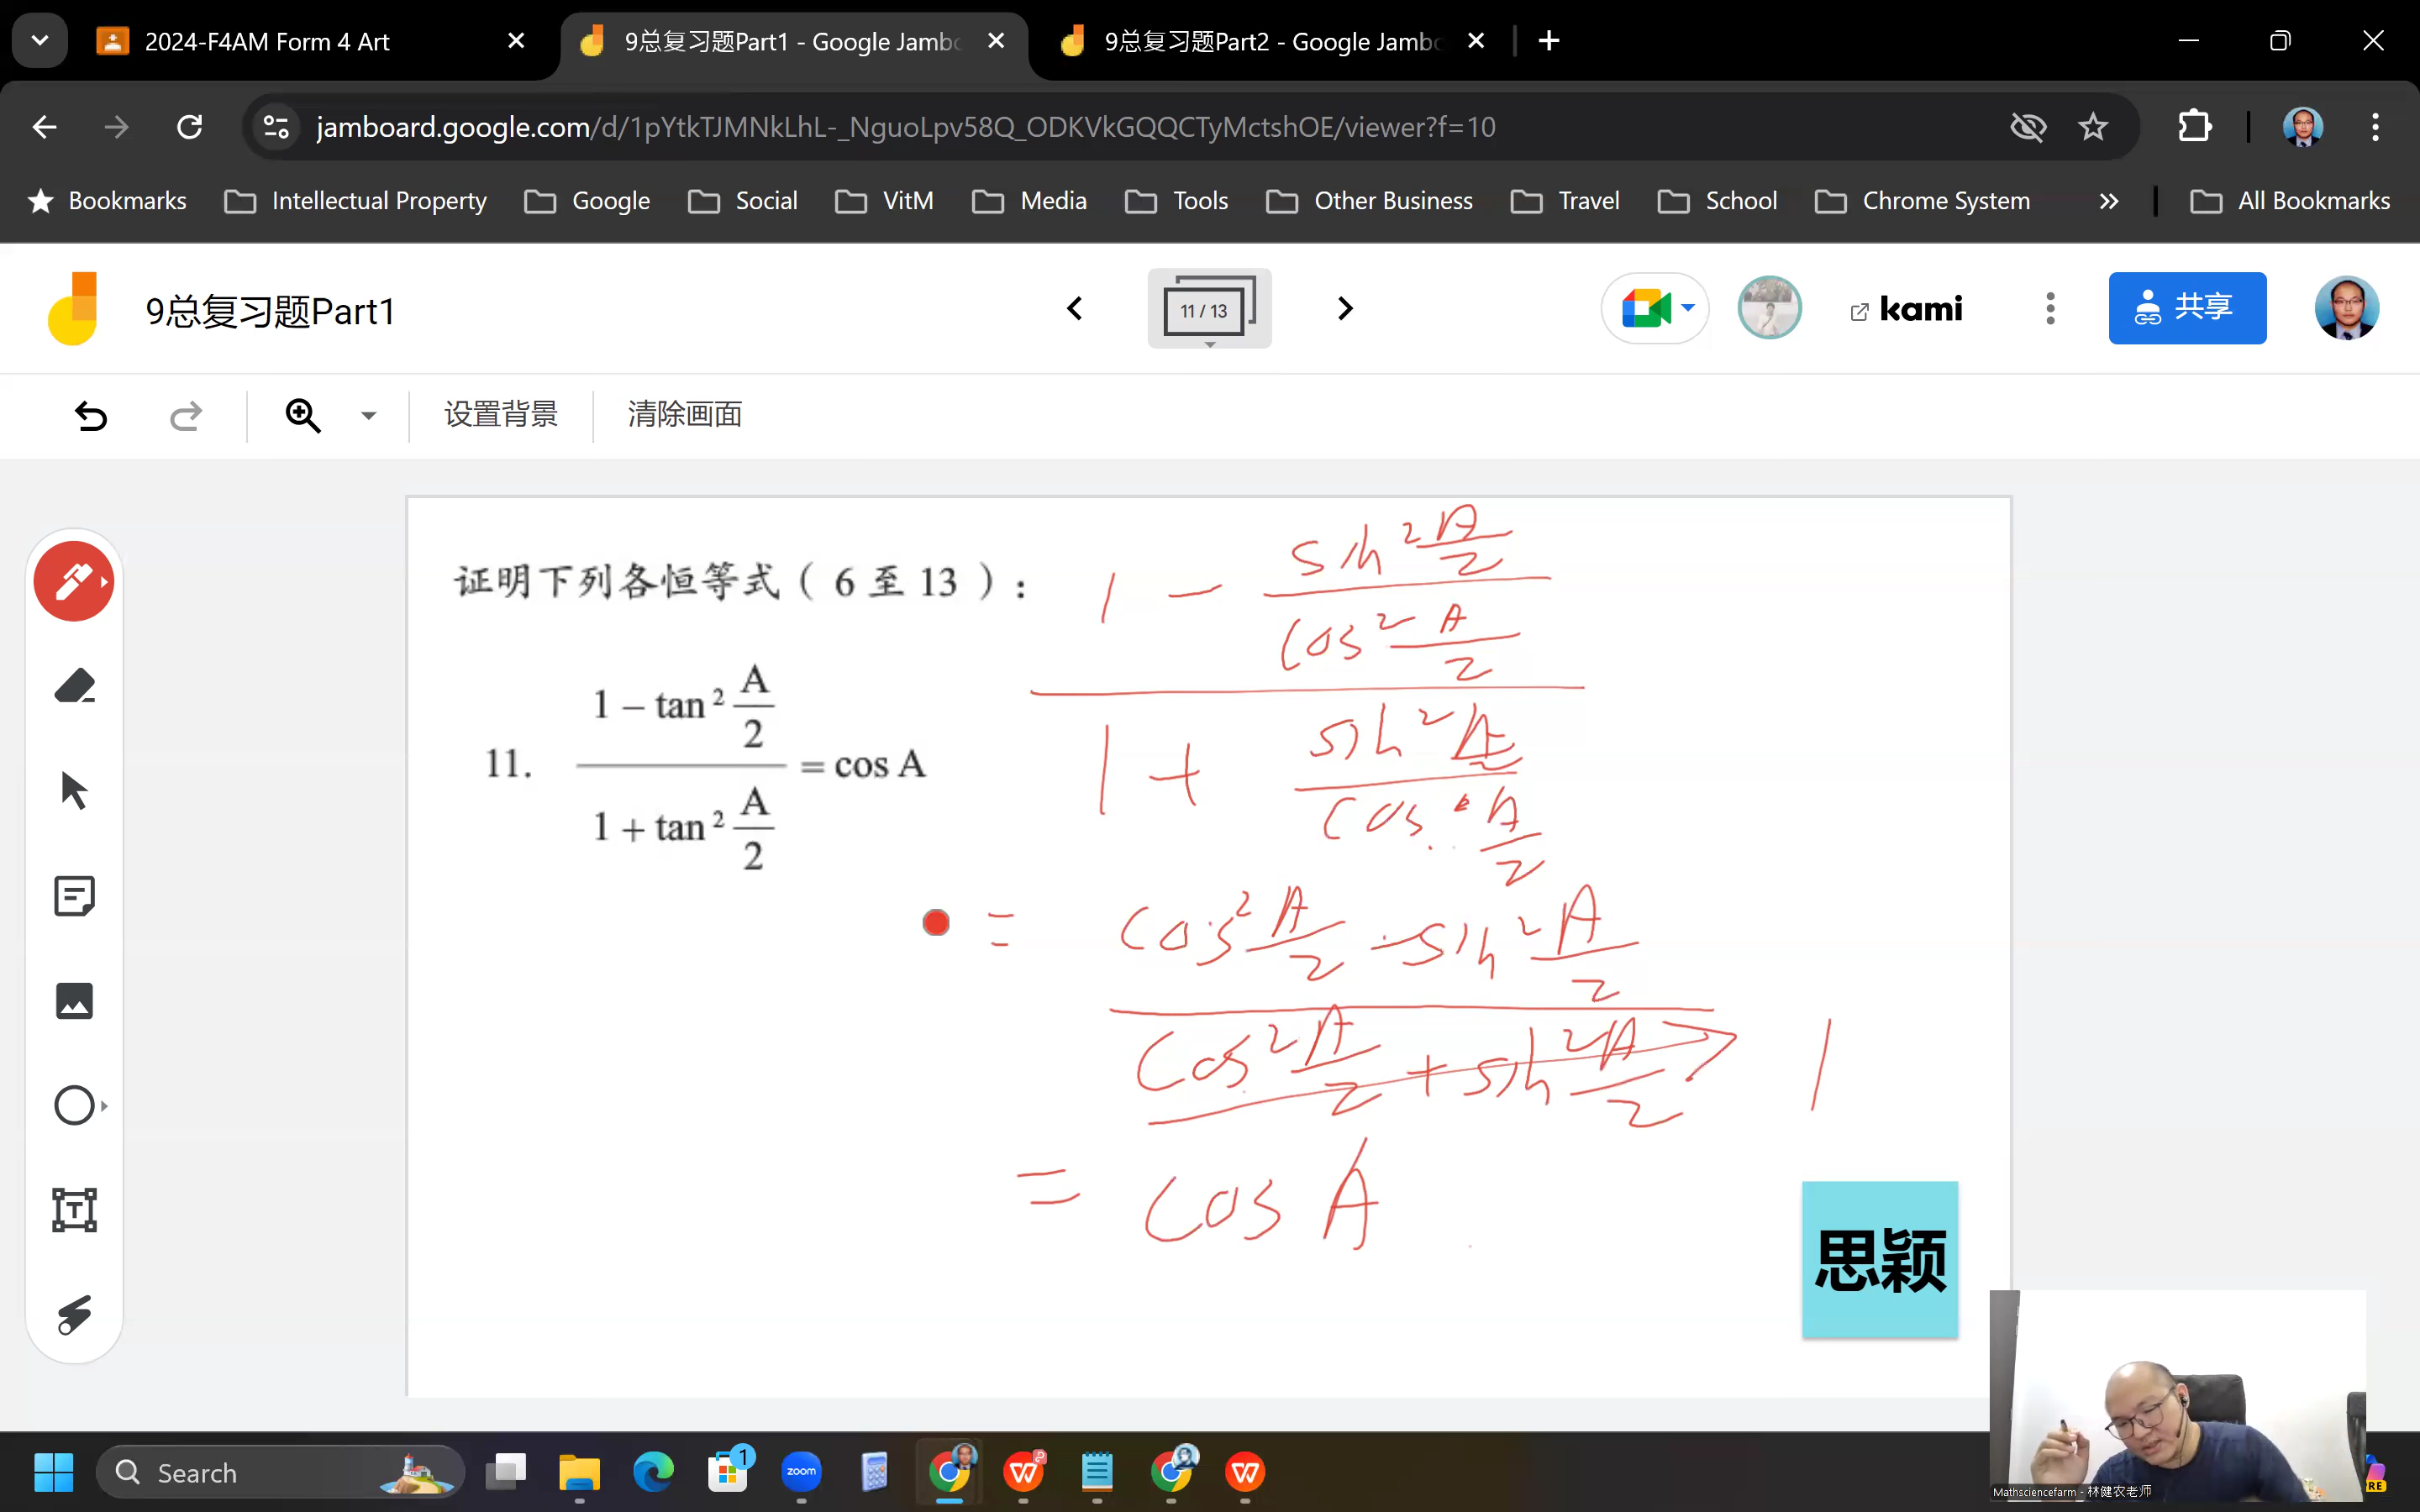 2024-F4AM Form 4 Art
9总复习题Part1 - Google Jambo
9总复习题Part2 - Google Jambo
jamboard.google.com/d/1pYtkTJMNkLhL-_NguoLpv58Q_ODKVkGQQCTyMctshOE/viewer?f=10
Bookmarks Intellectual Property Google Social VitM Media Tools Other Business Travel School Chrome System All Bookmarks
9总复习题Part1
11 / 13
kami
共享
设置背景 清除画面
证明下列各恒等式（ 6 至 13 ）：
11. (1 − tan² A/2) / (1 + tan² A/2) = cos A
(1 − sin² A/2 / cos² A/2) / (1 + sin² A/2 / cos² A/2)
= (cos² A/2 − sin² A/2) / (cos² A/2 + sin² A/2) 1
= cos A
思颖
Search
1
zoom
Mathsciencefarm - 林健农老师
RE